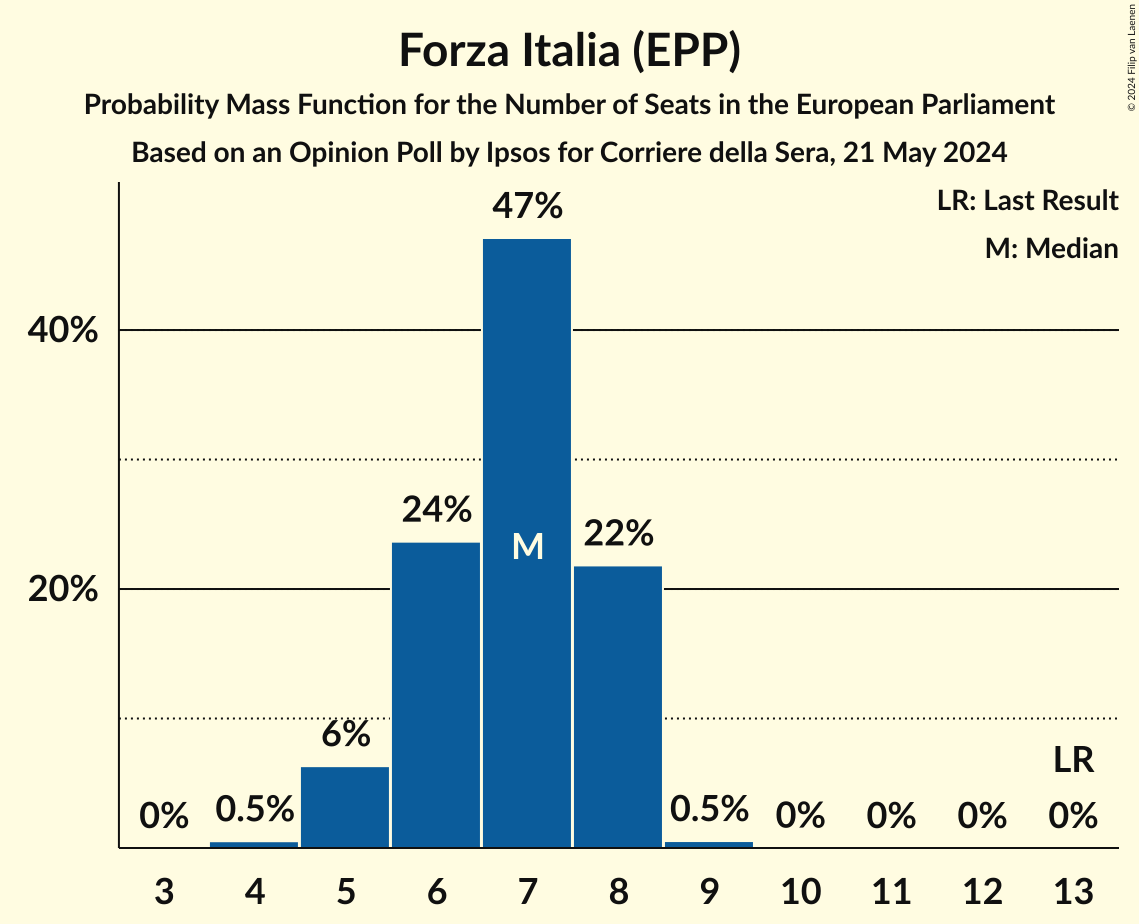 Forza Italia (EPP)
Probability Mass Function for the Number of Seats in the European Parliament
Based on an Opinion Poll by Ipsos for Corriere della Sera, 21 May 2024
© 2024 Filip van Laenen
LR: Last Result
M: Median
47%
40%
24%
22%
M
20%
6%
LR
0% 0.5% 0.5% 0% 0% 0% 0%
3 4 5 6 7 8 9 10 11 12 13